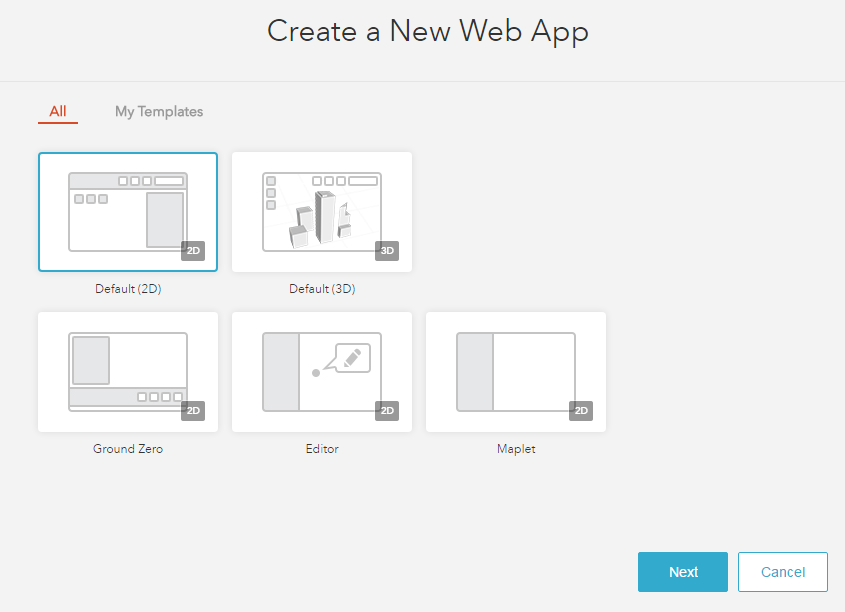 Create a New Web App
All My Templates
2D 3D
Default (2D) Default (3D)
2D 2D 2D
Ground Zero Editor Maplet
Next Cancel